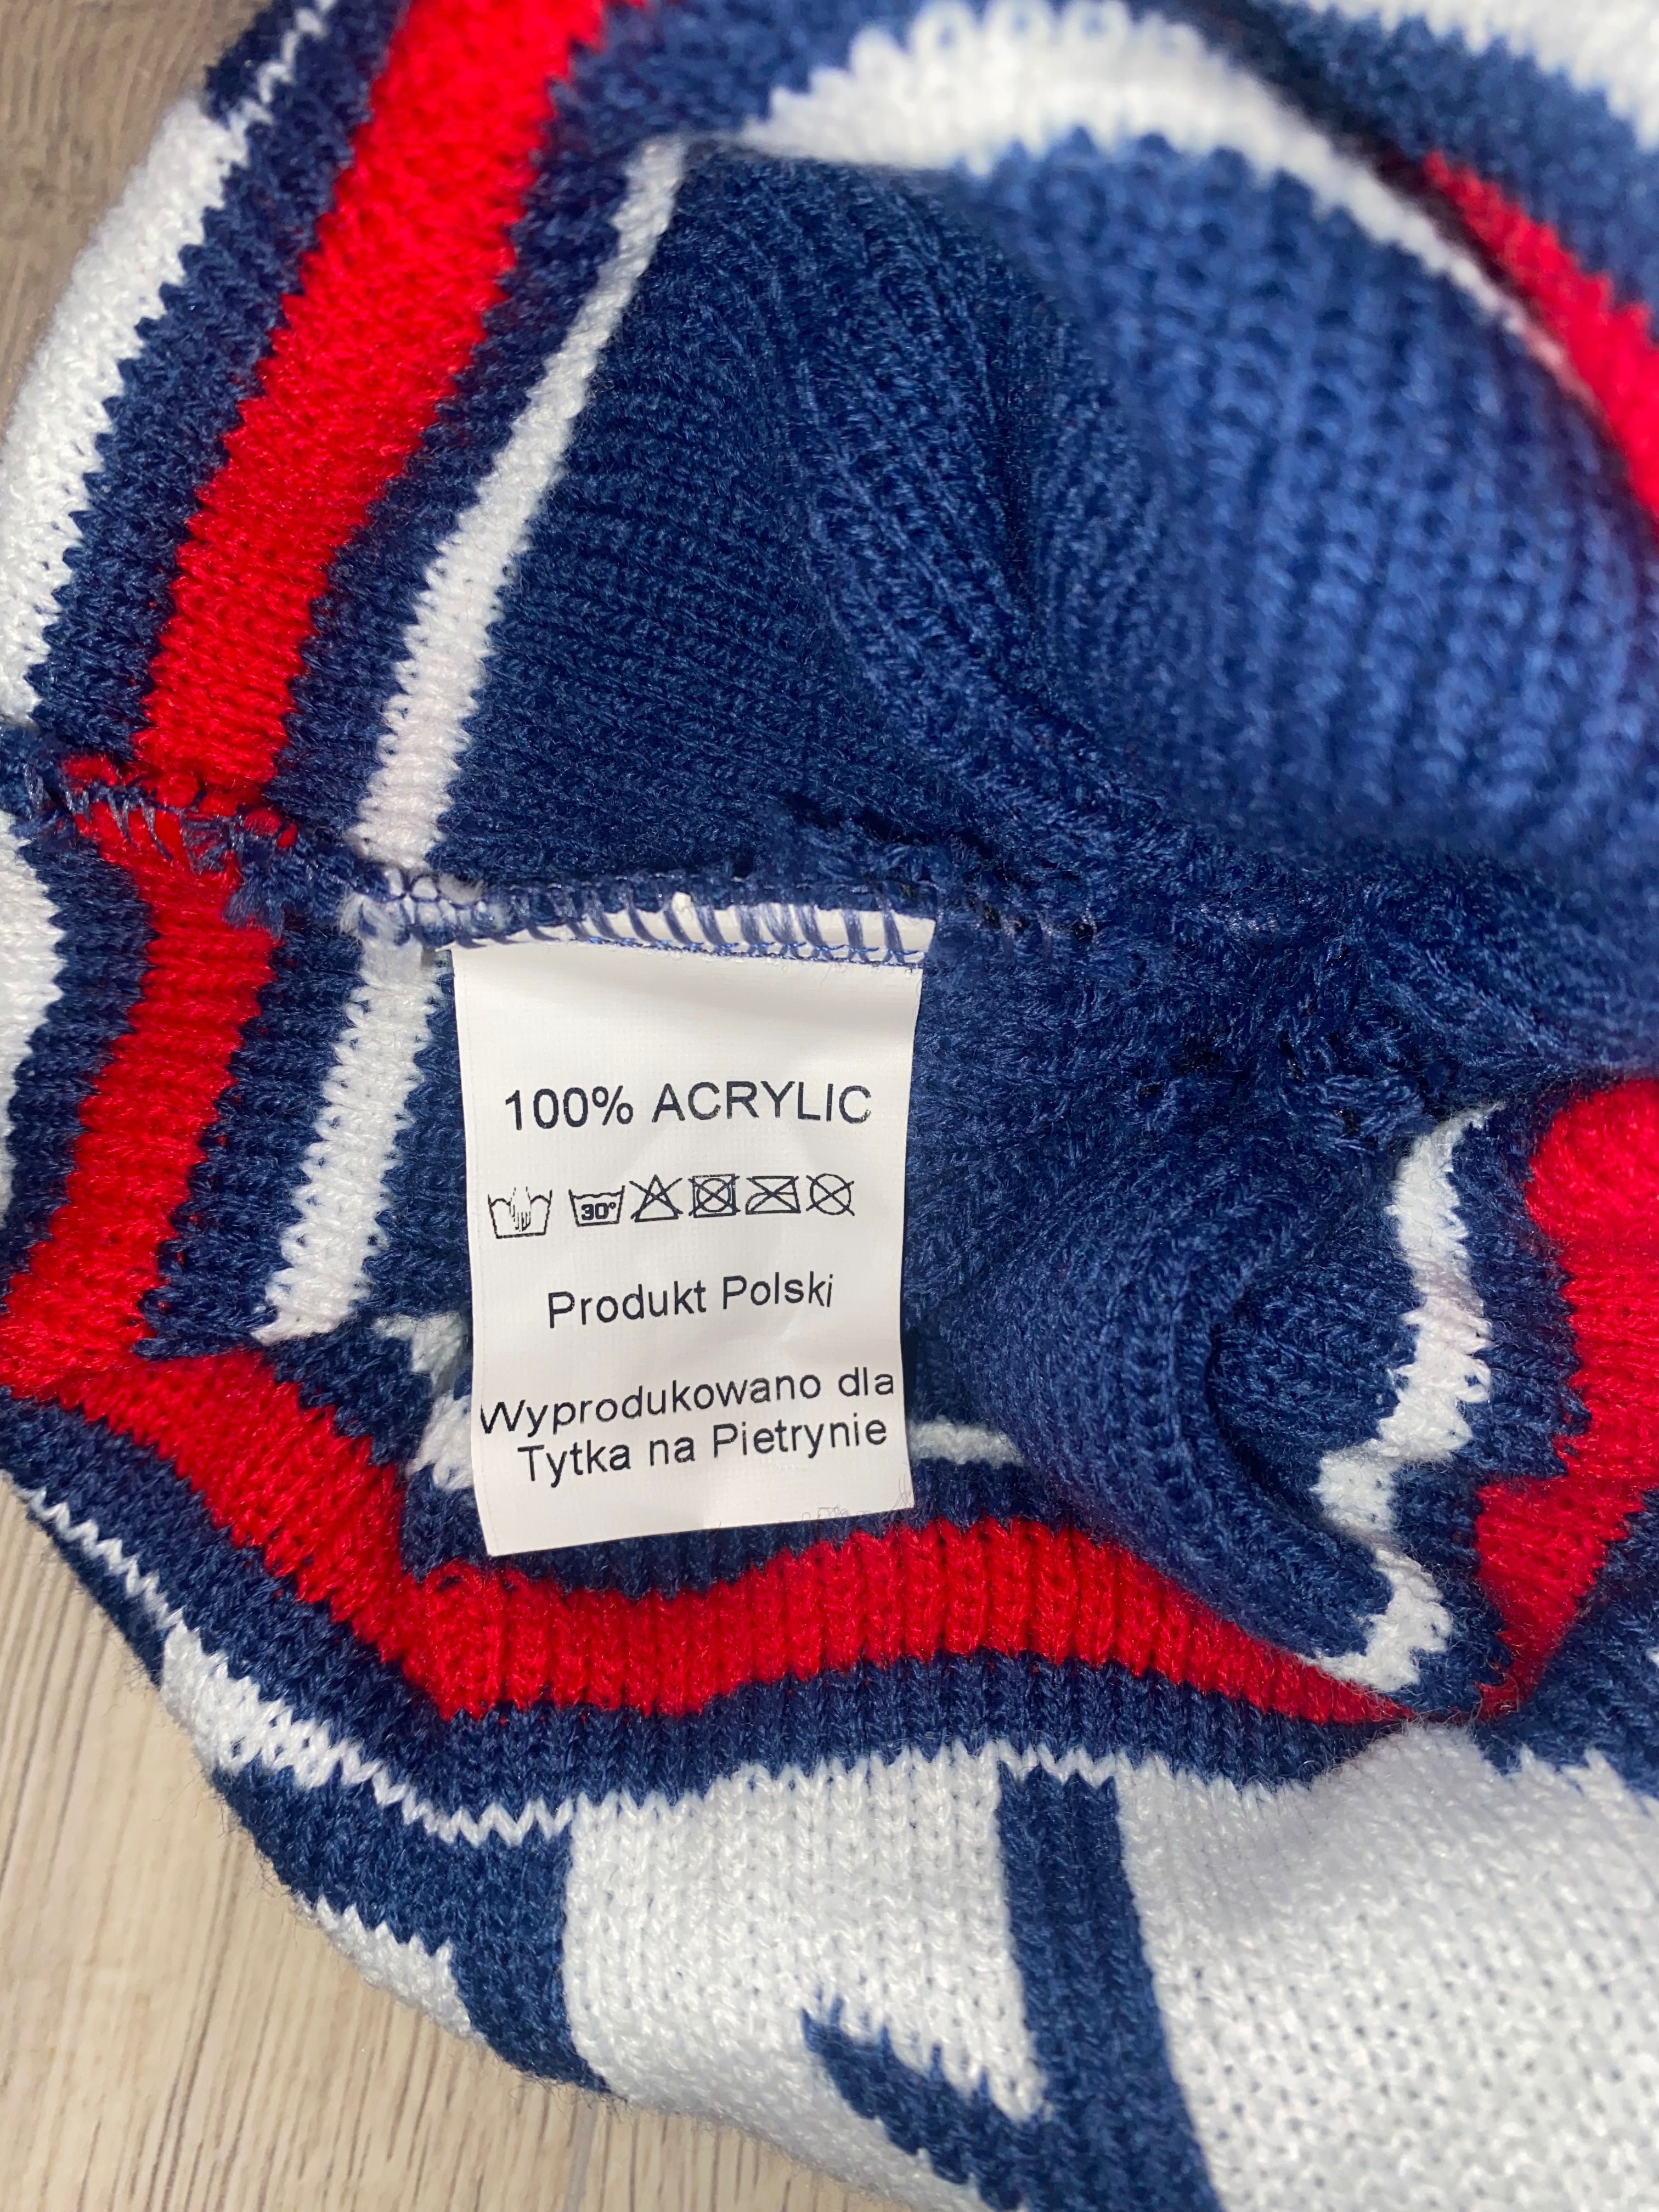 100% ACRYLIC
30°
Produkt Polski
Wyprodukowano dla
Tytka na Pietrynie